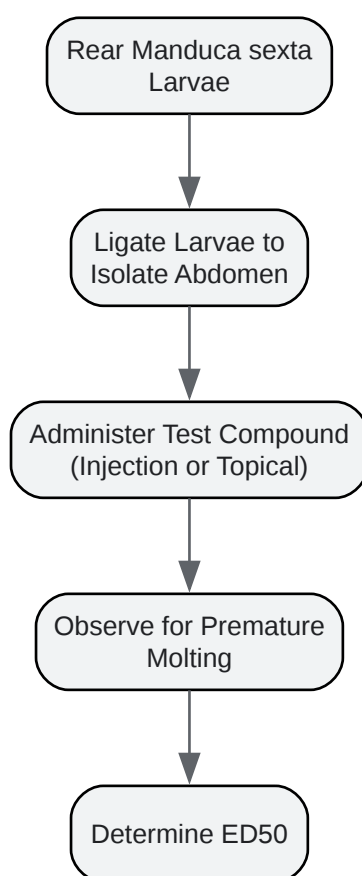 Rear Manduca sexta
Larvae
Ligate Larvae to
Isolate Abdomen
Administer Test Compound
(Injection or Topical)
Observe for Premature
Molting
Determine ED50